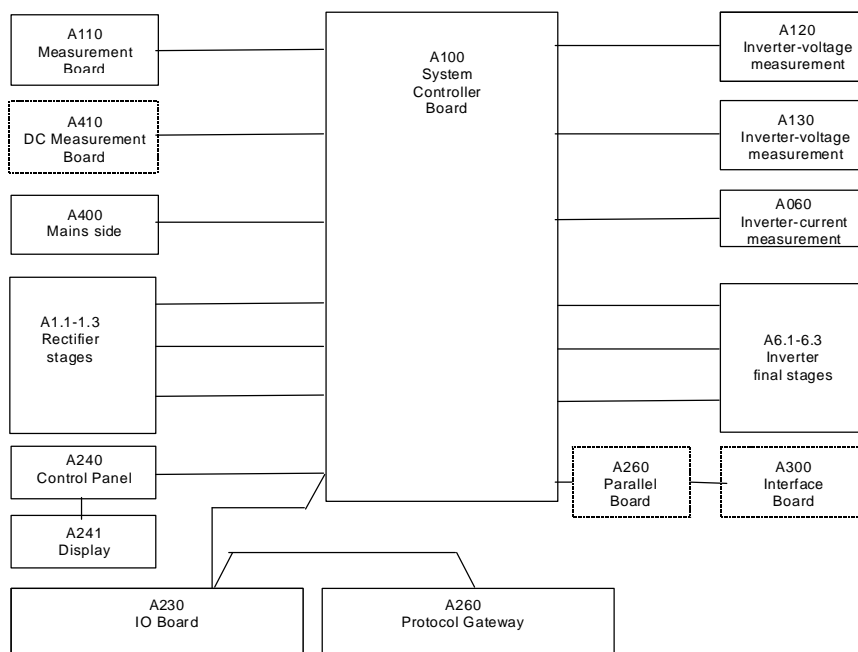 A110
Measurement
Board
A410
DC Measurement
Board
A400
Mains side
A1.1-1.3
Rectifier
stages
A240
Control Panel
A241
Display
A230
IO Board
A100
System
Controller
Board
A120
Inverter-voltage
measurement
A130
Inverter-voltage
measurement
A060
Inverter-current
measurement
A6.1-6.3
Inverter
final stages
A260
Parallel
Board
A300
Interface
Board
A260
Protocol Gateway